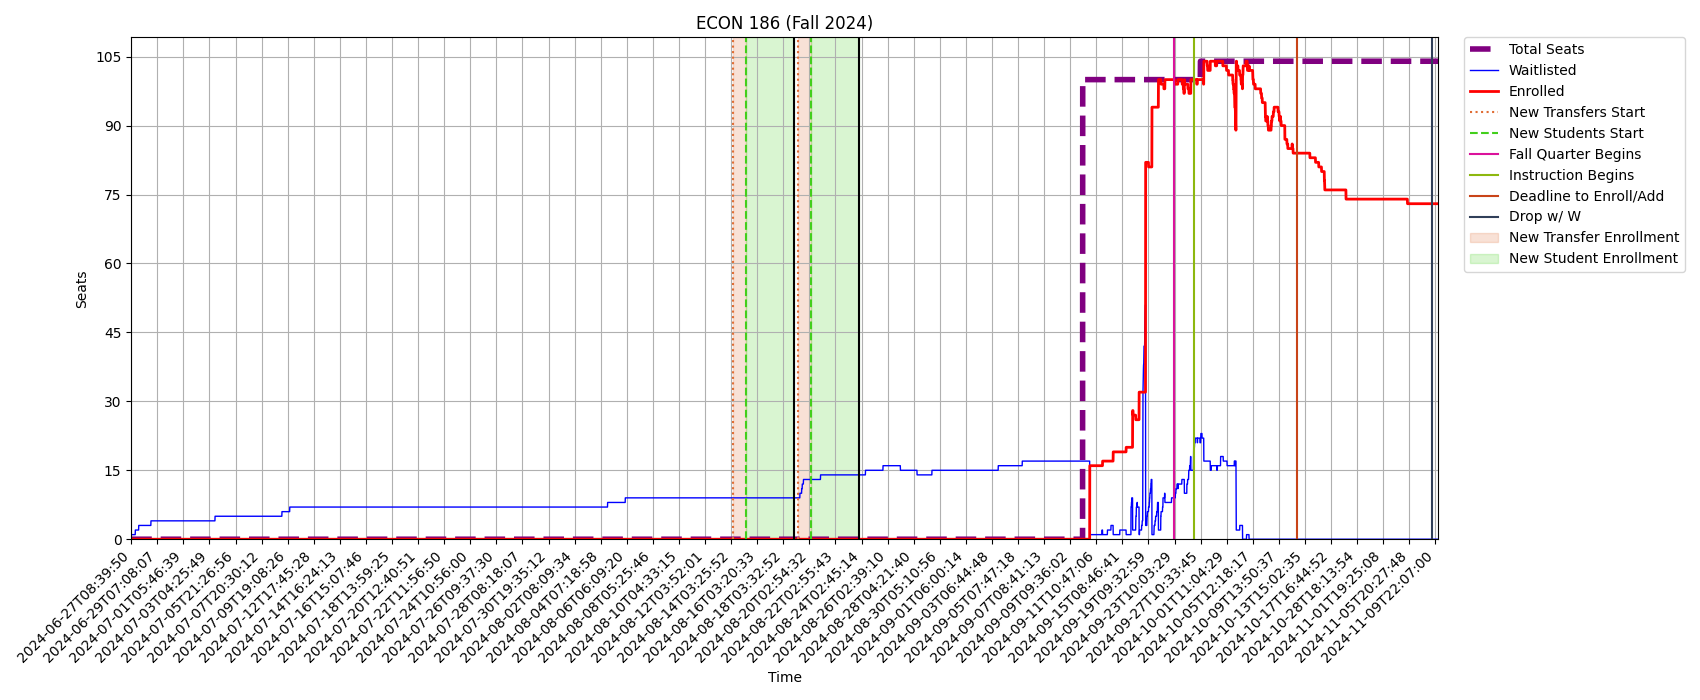 ECON 186 (Fall 2024)
Total Seats
Waitlisted
Enrolled
New Transfers Start
New Students Start
Fall Quarter Begins
Instruction Begins
Deadline to Enroll/Add
Drop w/ W
New Transfer Enrollment
New Student Enrollment
Seats
105
90
75
60
45
30
15
0
2024-06-27T08:39:50
2024-06-29T07:08:07
2024-07-01T05:46:39
2024-07-03T04:25:49
2024-07-05T21:26:56
2024-07-07T20:30:12
2024-07-09T19:08:26
2024-07-12T17:45:28
2024-07-14T16:24:13
2024-07-16T15:07:46
2024-07-18T13:59:25
2024-07-20T12:40:51
2024-07-22T11:56:50
2024-07-24T10:56:00
2024-07-26T09:37:30
2024-07-28T08:18:07
2024-07-30T19:35:12
2024-08-02T08:09:34
2024-08-04T07:18:58
2024-08-06T06:09:20
2024-08-08T05:25:46
2024-08-10T04:33:15
2024-08-12T03:52:01
2024-08-14T03:25:52
2024-08-16T03:20:33
2024-08-18T03:32:52
2024-08-20T02:54:32
2024-08-22T02:55:43
2024-08-24T02:45:14
2024-08-26T02:39:10
2024-08-28T04:21:40
2024-08-30T05:10:56
2024-09-01T06:00:14
2024-09-03T06:44:48
2024-09-05T07:47:18
2024-09-07T08:41:13
2024-09-09T09:36:02
2024-09-11T10:47:06
2024-09-15T08:46:41
2024-09-19T09:32:59
2024-09-23T10:03:29
2024-09-27T10:33:45
2024-10-01T11:04:29
2024-10-05T12:18:17
2024-10-09T13:50:37
2024-10-13T15:02:35
2024-10-17T16:44:52
2024-10-28T18:13:54
2024-11-01T19:25:08
2024-11-05T20:27:48
2024-11-09T22:07:00
Time